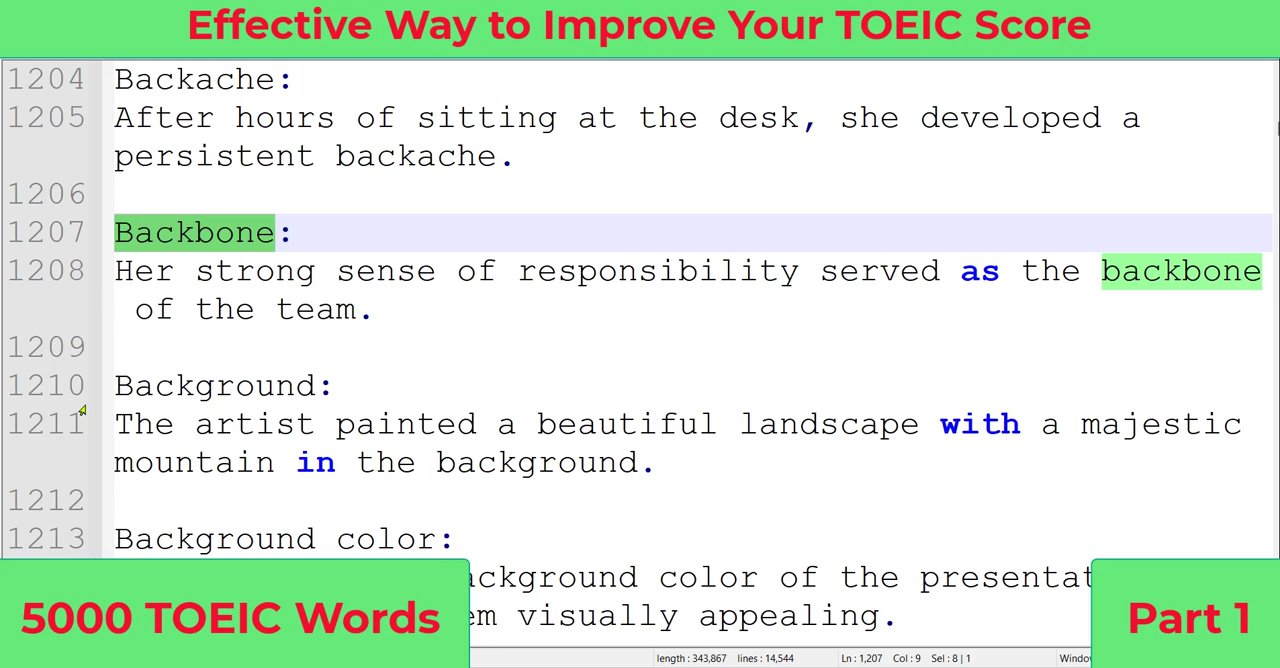 Effective Way to Improve Your TOEIC Score
1204 Backache:
1205 After hours of sitting at the desk, she developed a
persistent backache.
1206
1207 Backbone:
1208 Her strong sense of responsibility served as the backbone
of the team.
1209
1210 Background:
1211 The artist painted a beautiful landscape with a majestic
mountain in the background.
1212
1213 Background color:
color of the
visually appealing.
5000 TOEIC Words
Part 1
length : 343,867 lines : 14,544 Ln : 1,207 Col : 9 Sel : 8 | 1